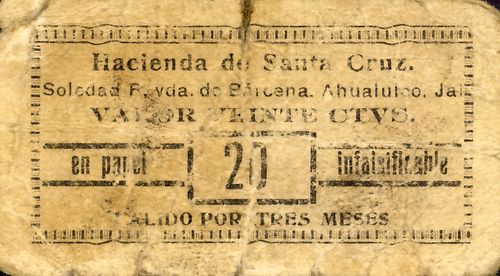 Hacienda de Santa Cruz.
Soledad R. vda. de Bárcena. Ahualulco, Jal.
VALOR VEINTE CTVS.
en papel 20 infalsificable
VALIDO POR TRES MESES